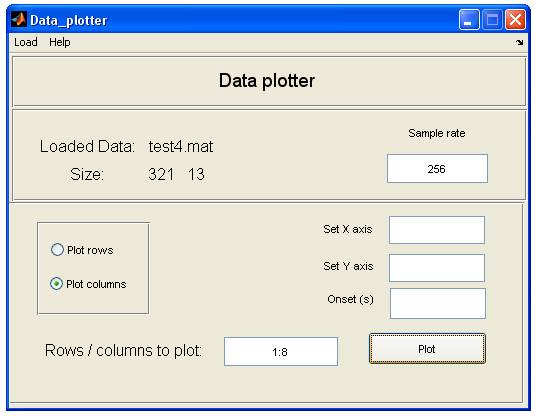 Data_plotter
Load Help
Data plotter
Loaded Data: test4.mat
Size: 321 13
Sample rate
256
Plot rows
Plot columns
Set X axis
Set Y axis
Onset (s)
Rows / columns to plot: 1:8
Plot